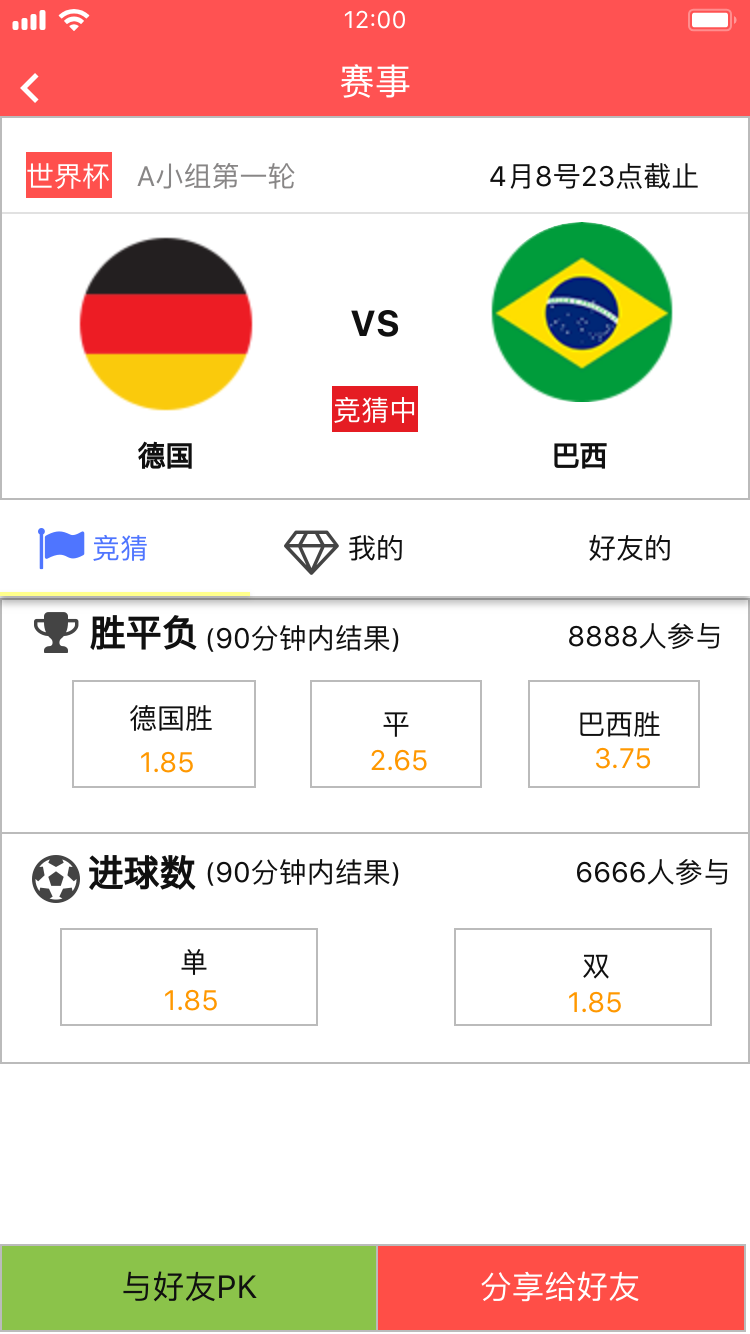 12:00
赛事
世界杯 A小组第一轮 4月8号23点截止
VS
竞猜中
德国 巴西
竞猜 我的 好友的
胜平负 (90分钟内结果) 8888人参与
德国胜 平 巴西胜
1.85 2.65 3.75
进球数 (90分钟内结果) 6666人参与
单 双
1.85 1.85
与好友PK 分享给好友